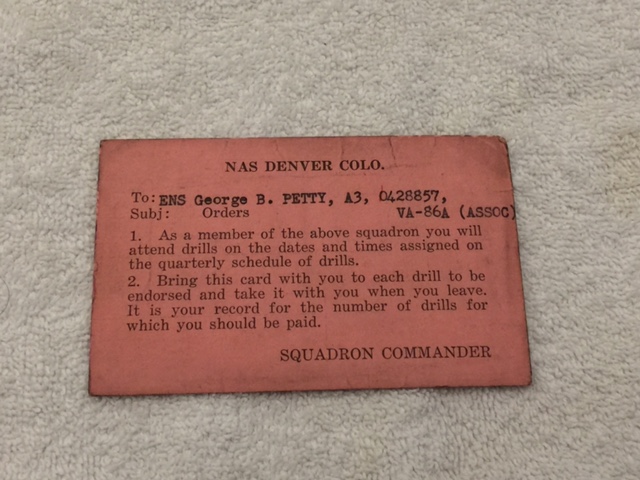 NAS DENVER COLO.
To: ENS George B. PETTY, A3, 0428857,
Subj: Orders VA-86A (ASSOC)
1. As a member of the above squadron you will
attend drills on the dates and times assigned on
the quarterly schedule of drills.
2. Bring this card with you to each drill to be
endorsed and take it with you when you leave.
It is your record for the number of drills for
which you should be paid.
SQUADRON COMMANDER